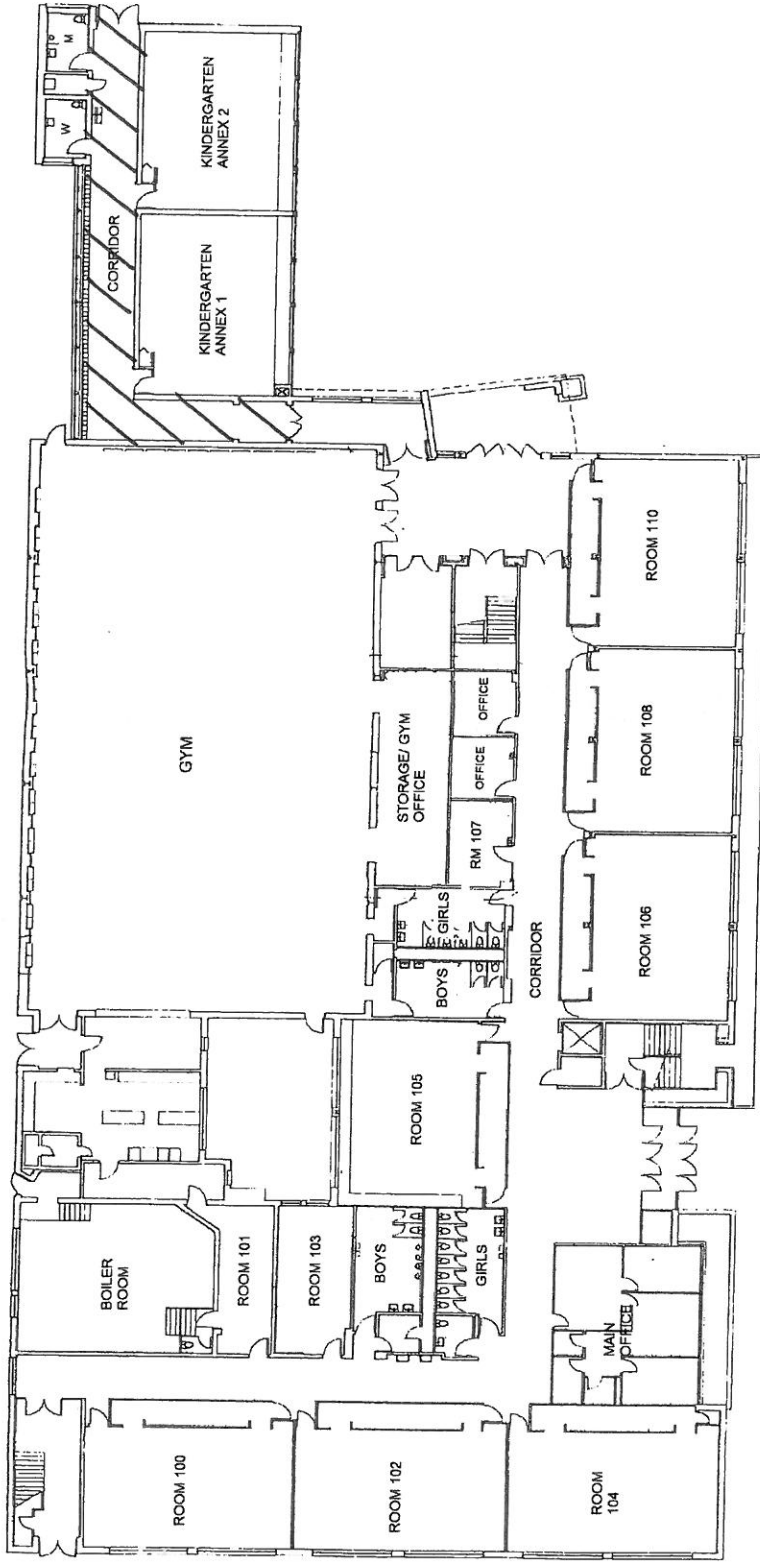 M
W
CORRIDOR
KINDERGARTEN
ANNEX 2
KINDERGARTEN
ANNEX 1
GYM
STORAGE/ GYM
OFFICE
OFFICE
OFFICE
RM 107
GIRLS
BOYS
CORRIDOR
ROOM 110
ROOM 108
ROOM 106
ROOM 105
BOILER
ROOM
ROOM 101
ROOM 103
BOYS
GIRLS
MAIN
OFFICE
ROOM 100
ROOM 102
ROOM
104